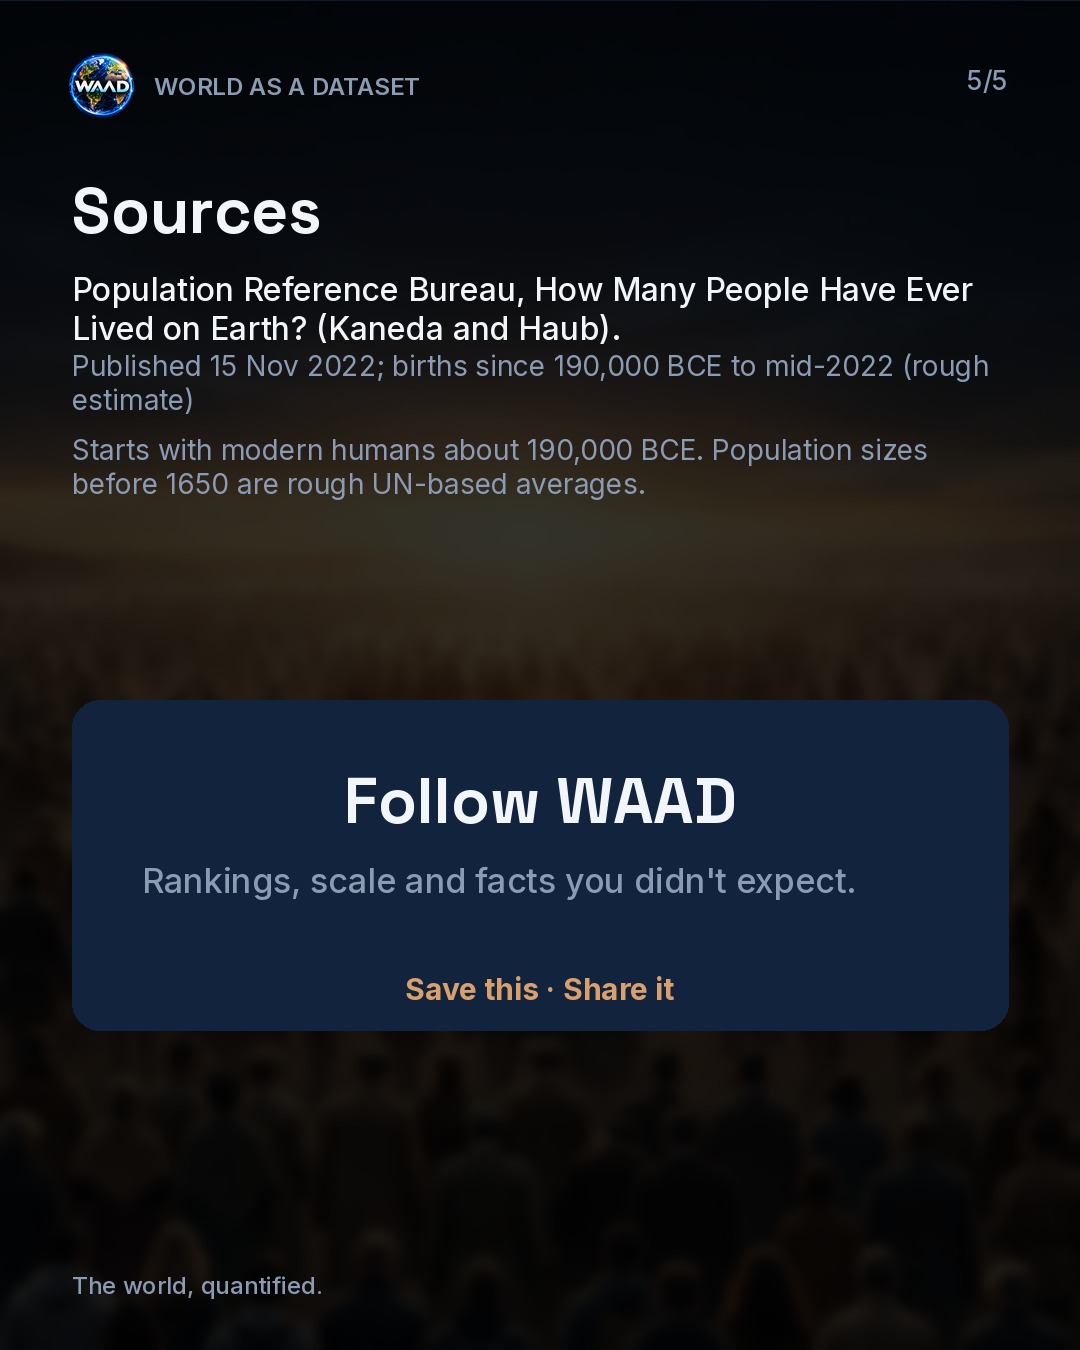 WAAD
WORLD AS A DATASET
5/5
Sources
Population Reference Bureau, How Many People Have Ever
Lived on Earth? (Kaneda and Haub).
Published 15 Nov 2022; births since 190,000 BCE to mid-2022 (rough
estimate)
Starts with modern humans about 190,000 BCE. Population sizes
before 1650 are rough UN-based averages.
Follow WAAD
Rankings, scale and facts you didn't expect.
Save this · Share it
The world, quantified.